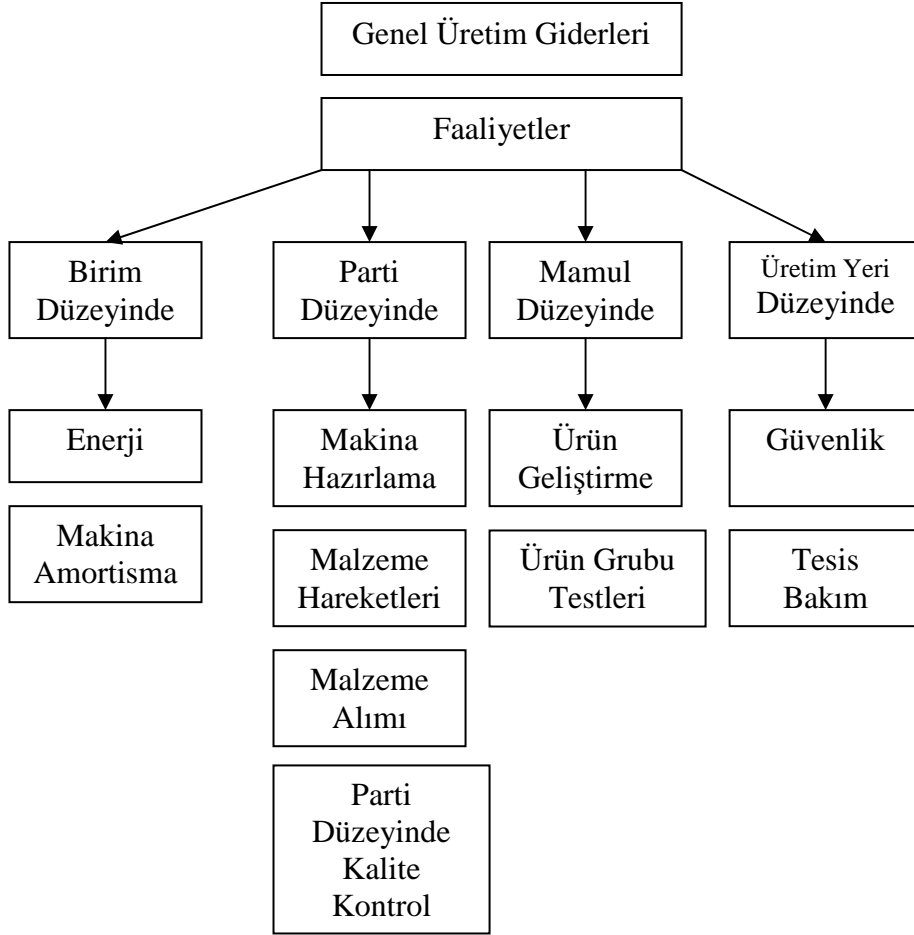 Genel Üretim Giderleri
Faaliyetler
Birim
Düzeyinde
Parti
Düzeyinde
Mamul
Düzeyinde
Üretim Yeri
Düzeyinde
Enerji
Makina
Hazırlama
Ürün
Geliştirme
Güvenlik
Makina
Amortisma
Malzeme
Hareketleri
Ürün Grubu
Testleri
Tesis
Bakım
Malzeme
Alımı
Parti
Düzeyinde
Kalite
Kontrol